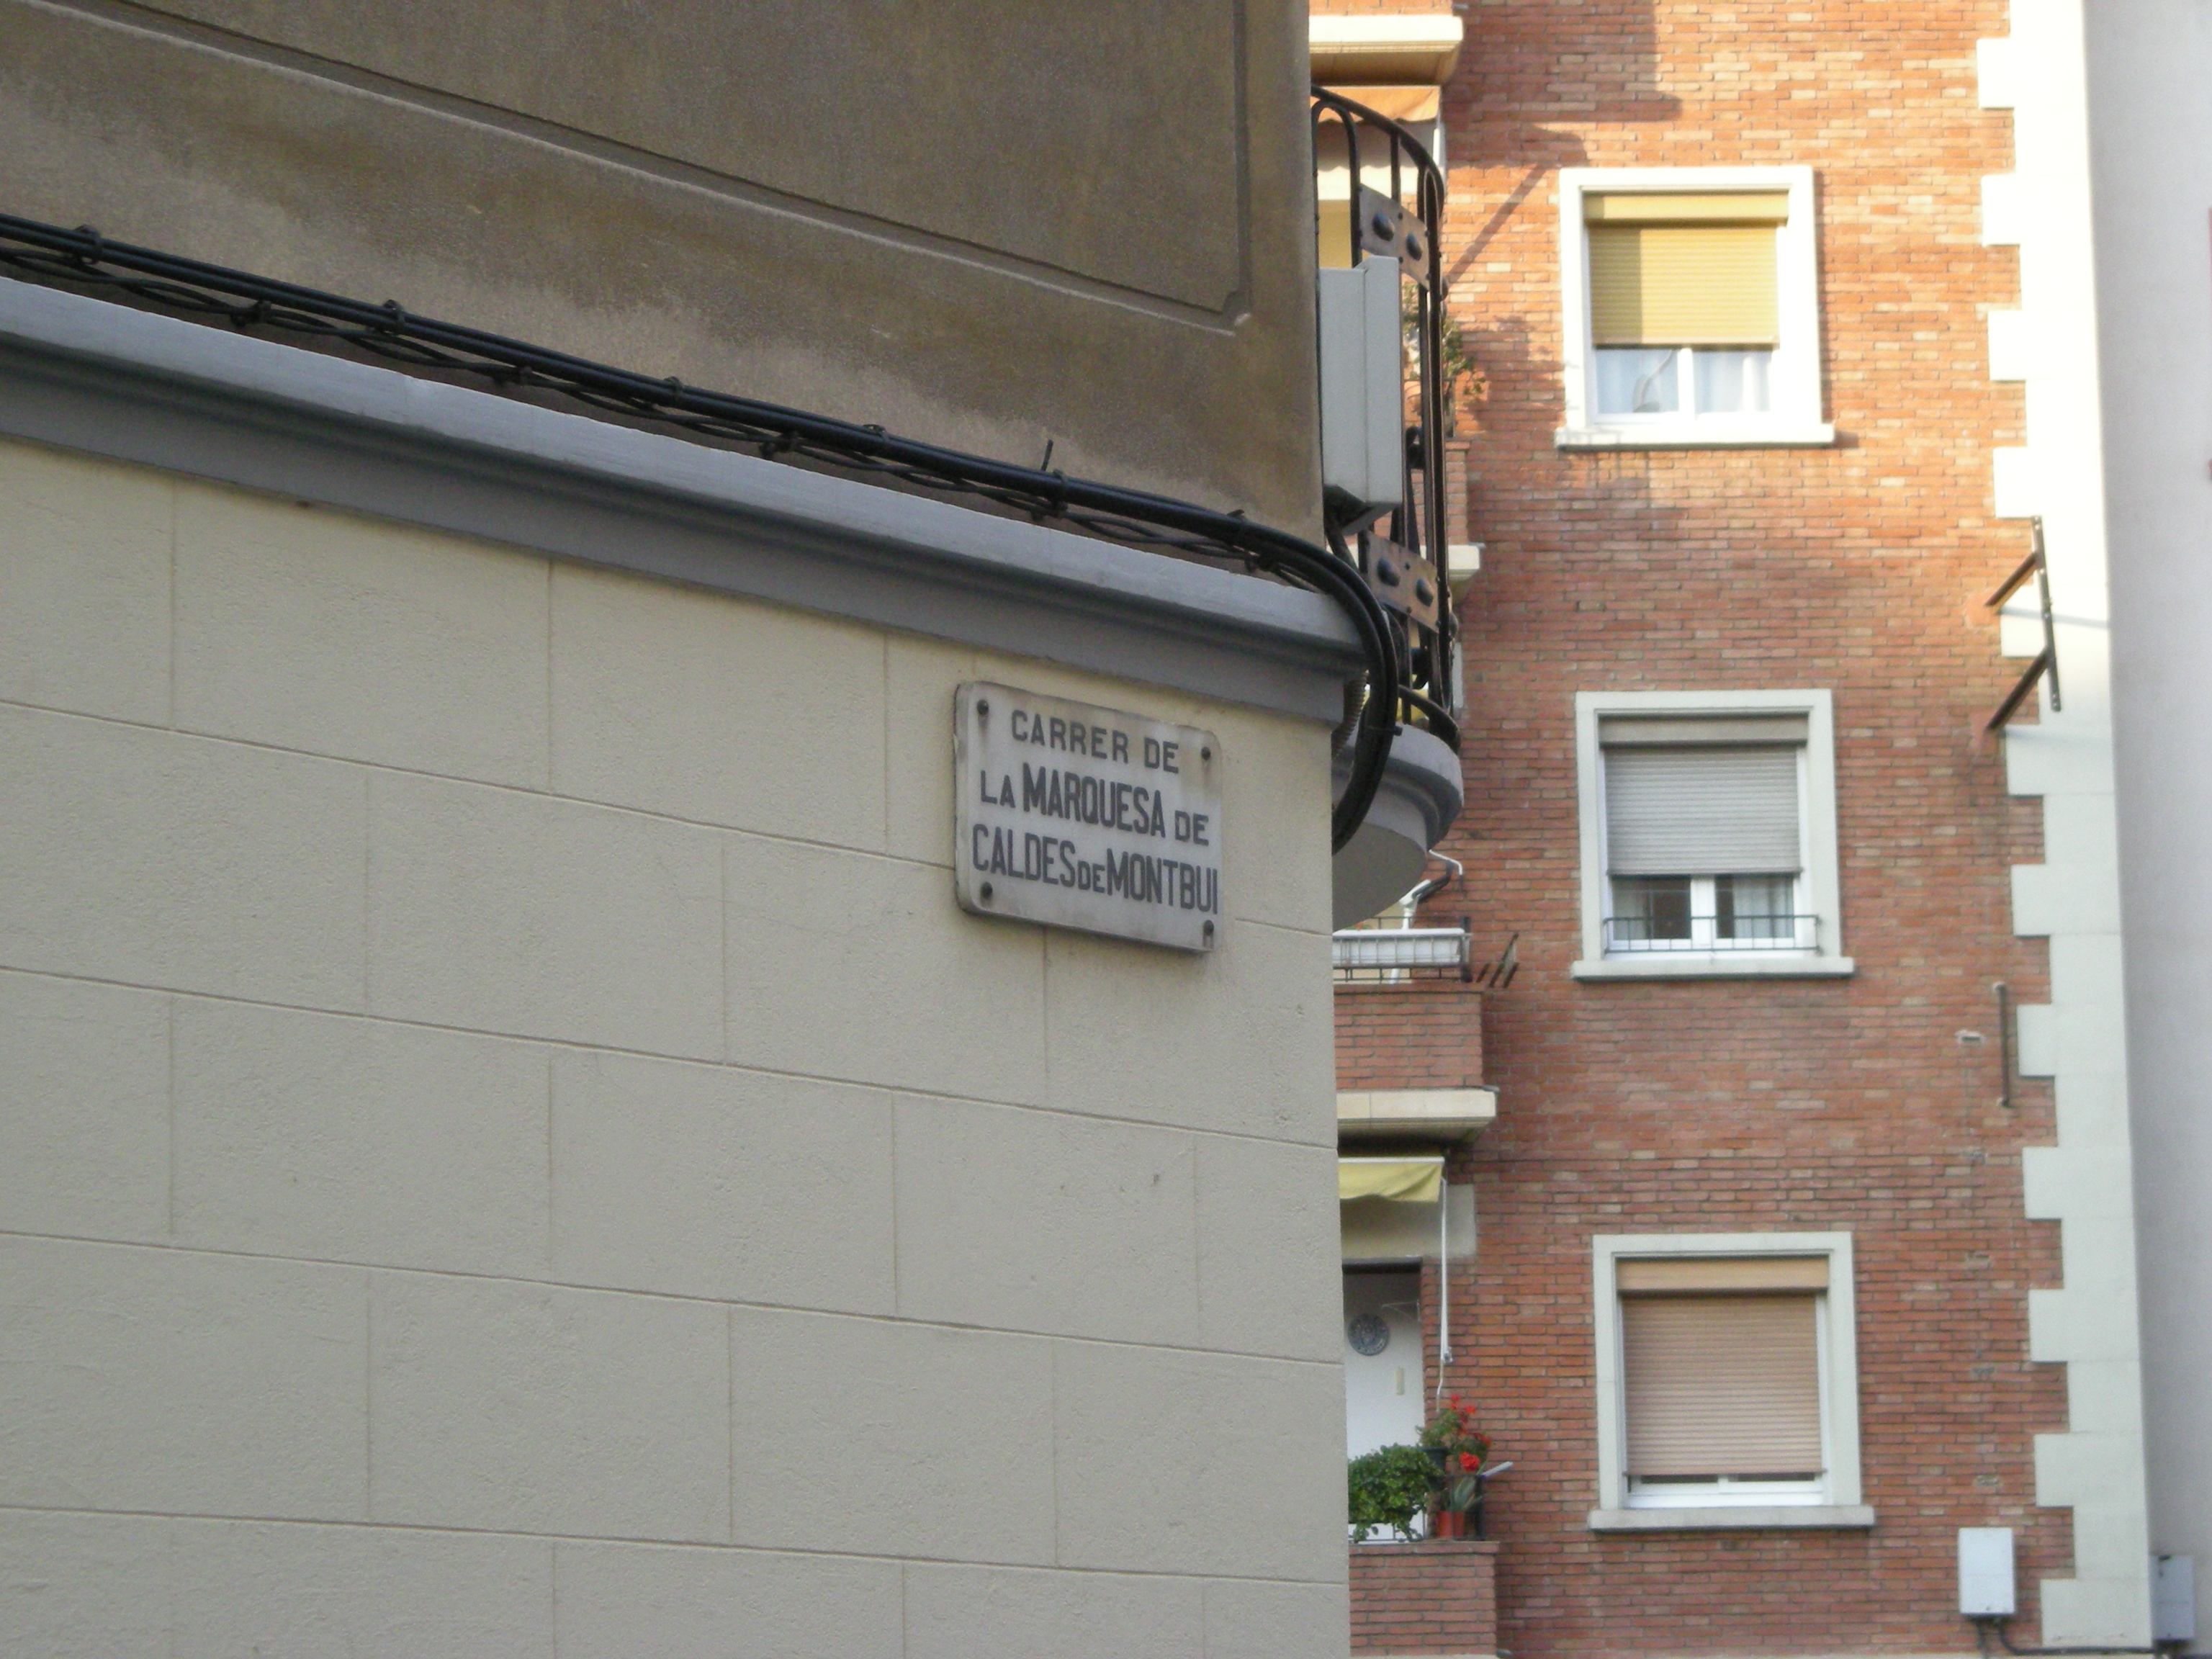 CARRER DE
LA MARQUESA DE
CALDES DE MONTBUI